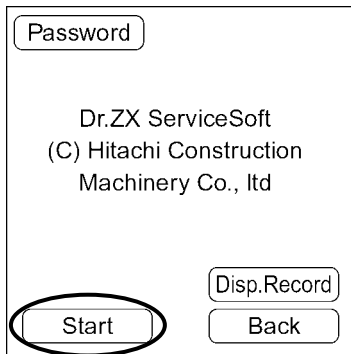 Password
Dr.ZX ServiceSoft
(C) Hitachi Construction
Machinery Co., ltd
Disp.Record
Start
Back